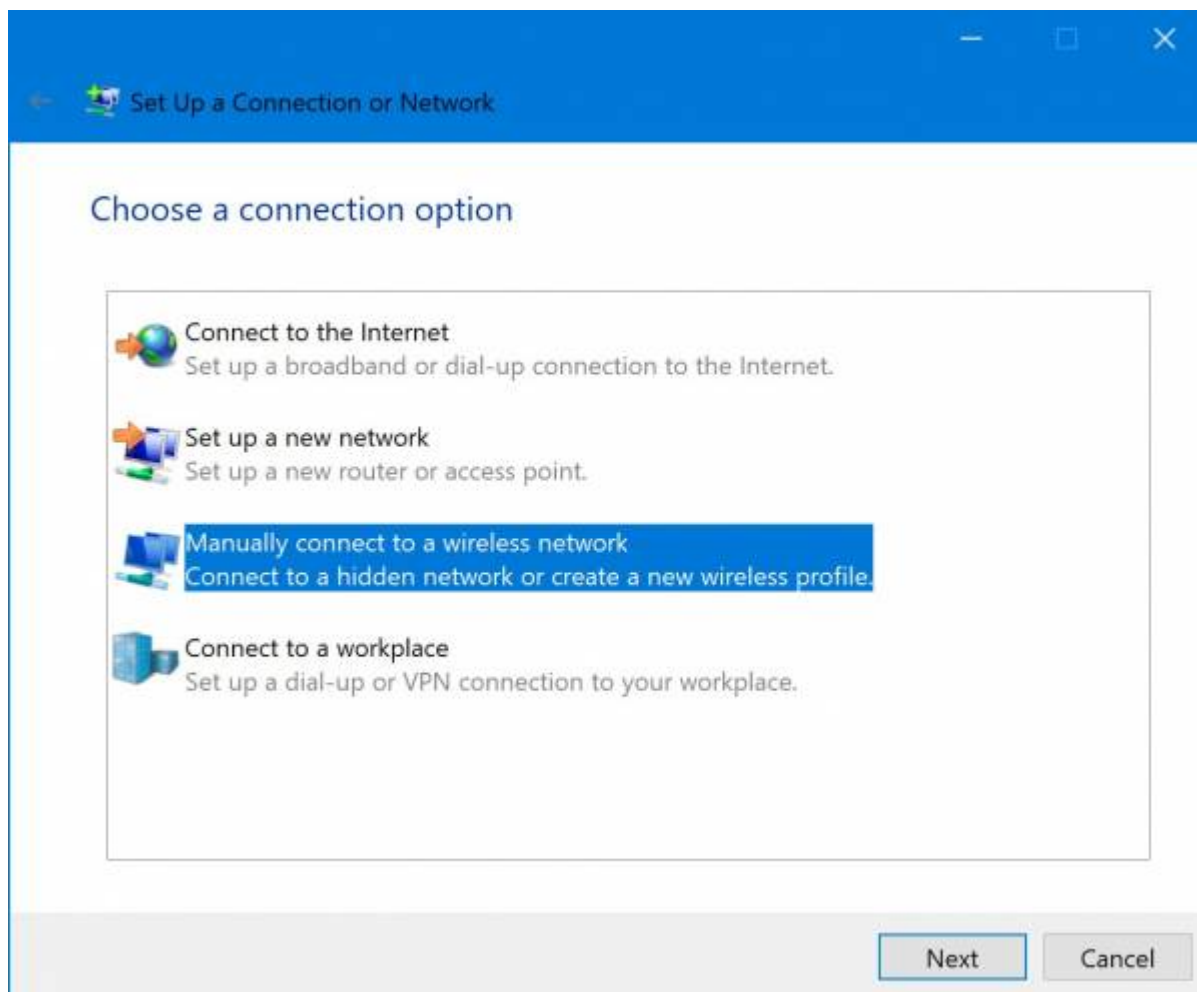 Set Up a Connection or Network
Choose a connection option
Connect to the Internet
Set up a broadband or dial-up connection to the Internet.
Set up a new network
Set up a new router or access point.
Manually connect to a wireless network
Connect to a hidden network or create a new wireless profile.
Connect to a workplace
Set up a dial-up or VPN connection to your workplace.
Next
Cancel